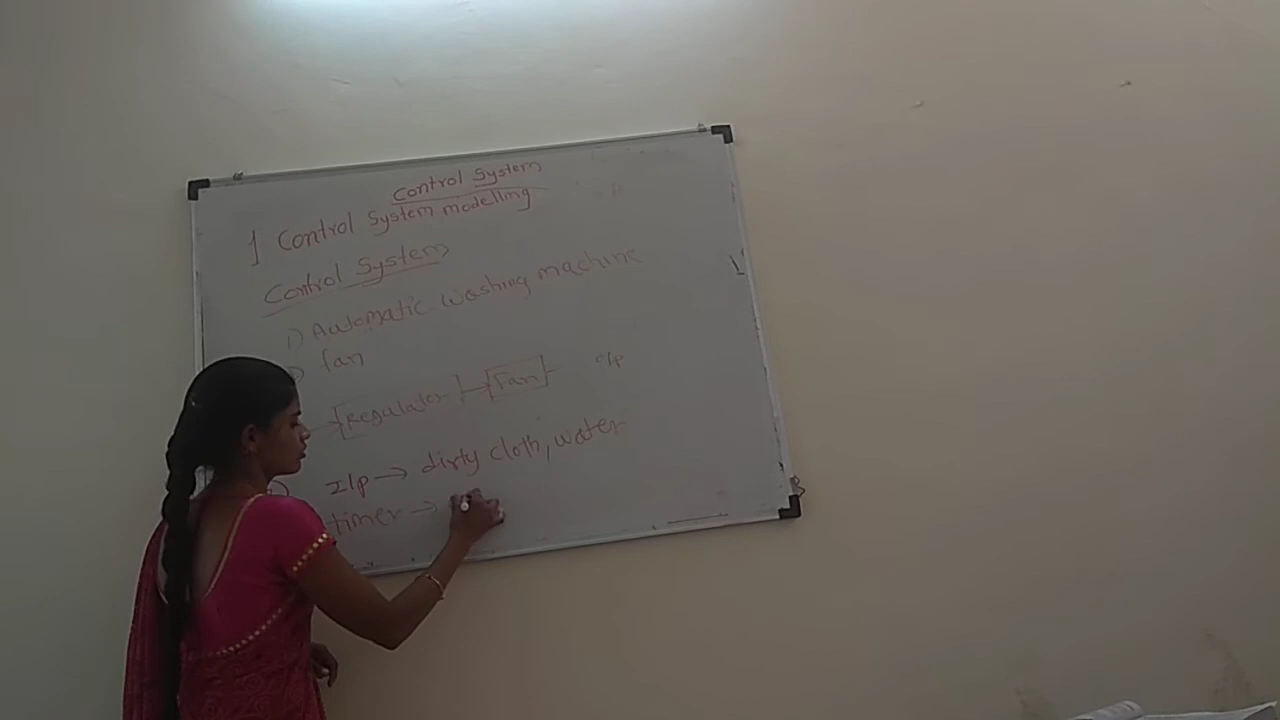 Control System
1 Control System modelling
Control System
1) Automatic washing machine
fan
Regulator Fan o/p
I/p → dirty cloth, water
timer →